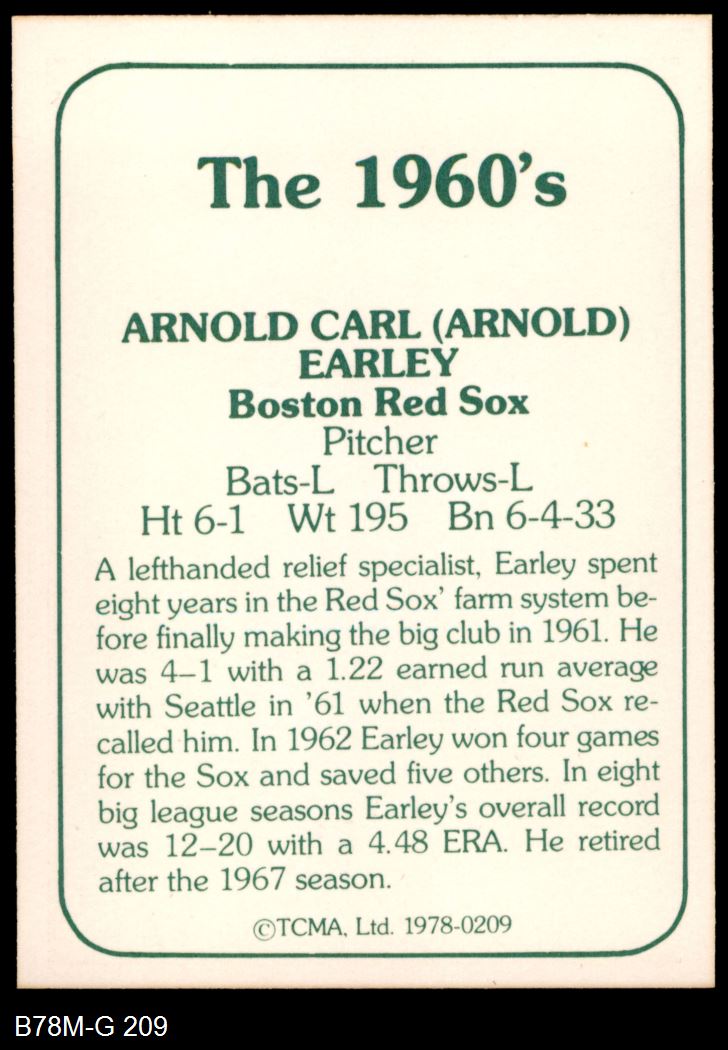 The 1960's
ARNOLD CARL (ARNOLD)
EARLEY
Boston Red Sox
Pitcher
Bats-L Throws-L
Ht 6-1 Wt 195 Bn 6-4-33
A lefthanded relief specialist, Earley spent
eight years in the Red Sox' farm system be-
fore finally making the big club in 1961. He
was 4–1 with a 1.22 earned run average
with Seattle in '61 when the Red Sox re-
called him. In 1962 Earley won four games
for the Sox and saved five others. In eight
big league seasons Earley's overall record
was 12–20 with a 4.48 ERA. He retired
after the 1967 season.
©TCMA, Ltd. 1978-0209
B78M-G 209